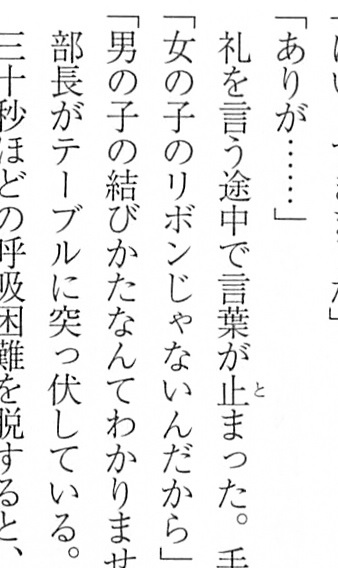 「ありが……」
礼を言う途中で言葉が止まった。手
「女の子のリボンじゃないんだから」
「男の子の結びかたなんてわかりませ
部長がテーブルに突っ伏している。
三十秒ほどの呼吸困難を脱すると、